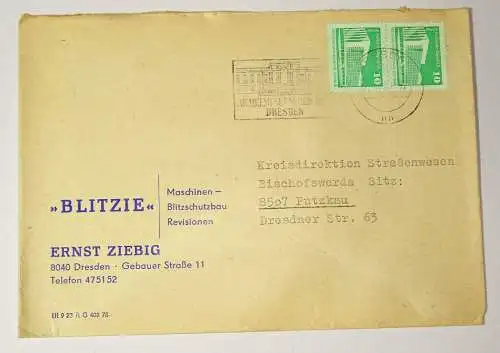 10
10
DRESDEN
Kreisdirektion Straßenwesen
Bischofswerda Sitz:
8507 Putzkau
Dresdner Str. 63
»BLITZIE«
Maschinen –
Blitzschutzbau
Revisionen
ERNST ZIEBIG
8040 Dresden · Gebauer Straße 11
Telefon 475152